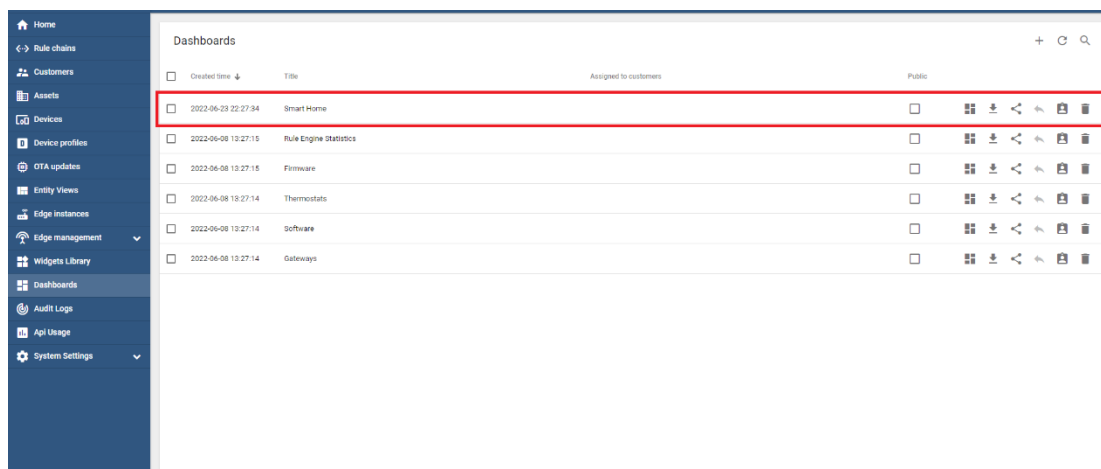 Home
Rule chains
Customers
Assets
Devices
Device profiles
OTA updates
Entity Views
Edge instances
Edge management
Widgets Library
Dashboards
Audit Logs
Api Usage
System Settings
Dashboards
Created time Title Assigned to customers Public
2022-06-23 22:27:34 Smart Home
2022-06-08 13:27:15 Rule Engine Statistics
2022-06-08 13:27:15 Firmware
2022-06-08 13:27:14 Thermostats
2022-06-08 13:27:14 Software
2022-06-08 13:27:14 Gateways